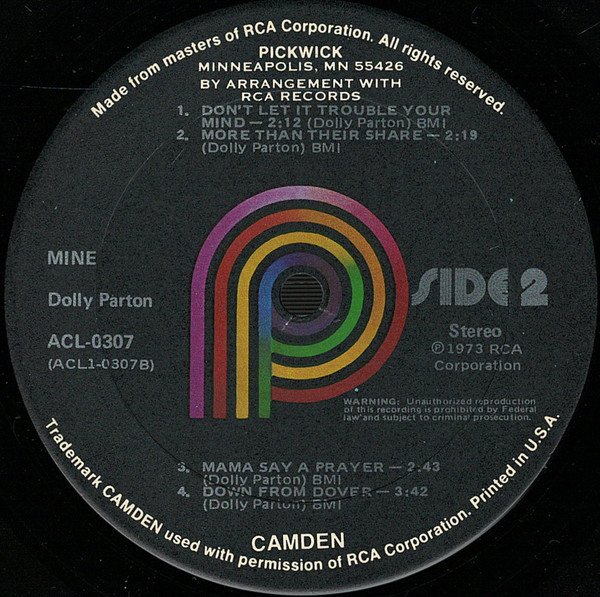 Made from masters of RCA Corporation. All rights reserved.
PICKWICK
MINNEAPOLIS, MN 55426
BY ARRANGEMENT WITH
RCA RECORDS
1. DON'T LET IT TROUBLE YOUR
MIND — 2:12 (Dolly Parton) BMI
2. MORE THAN THEIR SHARE — 2:19
(Dolly Parton) BMI
MINE
Dolly Parton
ACL-0307
(ACL1-0307B)
SIDE 2
Stereo
Ⓟ1973 RCA
Corporation
WARNING: Unauthorized reproduction
of this recording is prohibited by Federal
law and subject to criminal prosecution.
3. MAMA SAY A PRAYER — 2:43
(Dolly Parton) BMI
4. DOWN FROM DOVER — 3:42
(Dolly Parton) BMI
CAMDEN
Trademark CAMDEN used with permission of RCA Corporation. Printed in U.S.A.